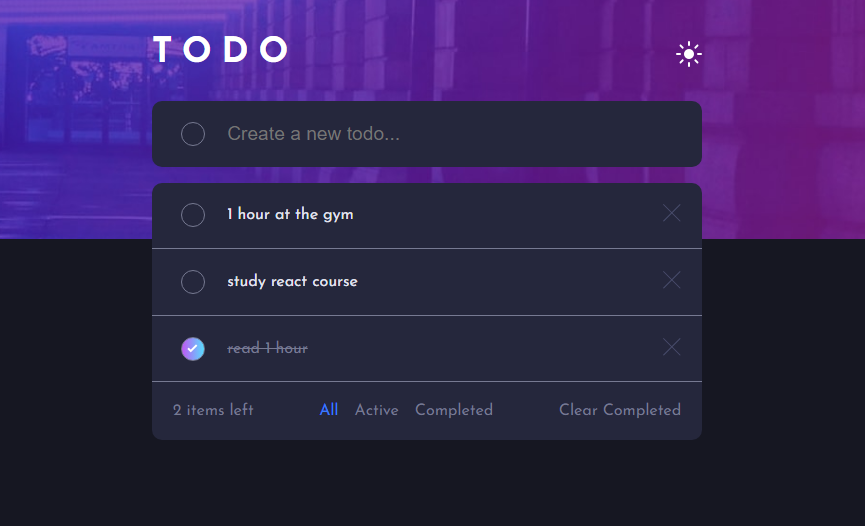 TODO
Create a new todo...
1 hour at the gym
study react course
read 1 hour
2 items left All Active Completed Clear Completed